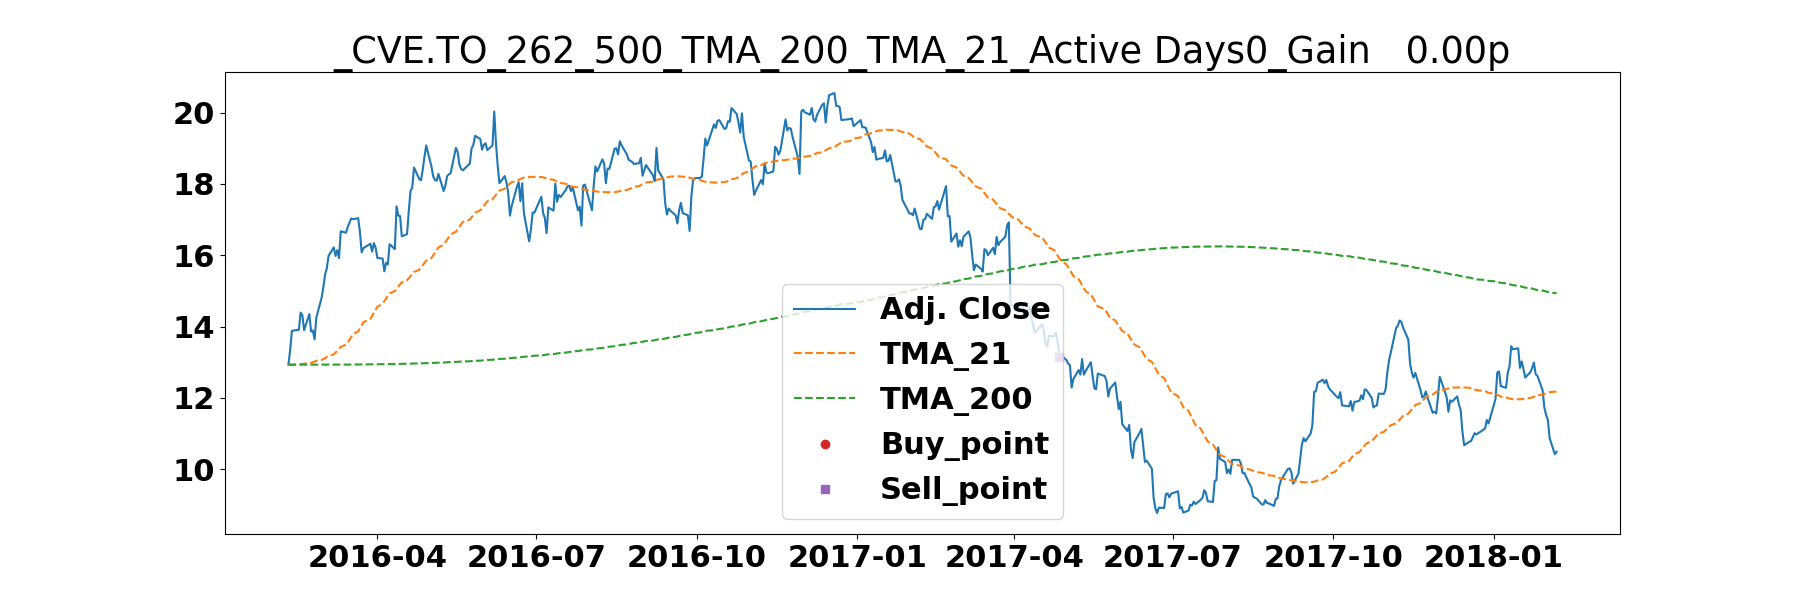 _CVE.TO_262_500_TMA_200_TMA_21_Active Days0_Gain   0.00p
20
18
16
14
12
10
Adj. Close
TMA_21
TMA_200
Buy_point
Sell_point
2016-04 2016-07 2016-10 2017-01 2017-04 2017-07 2017-10 2018-01